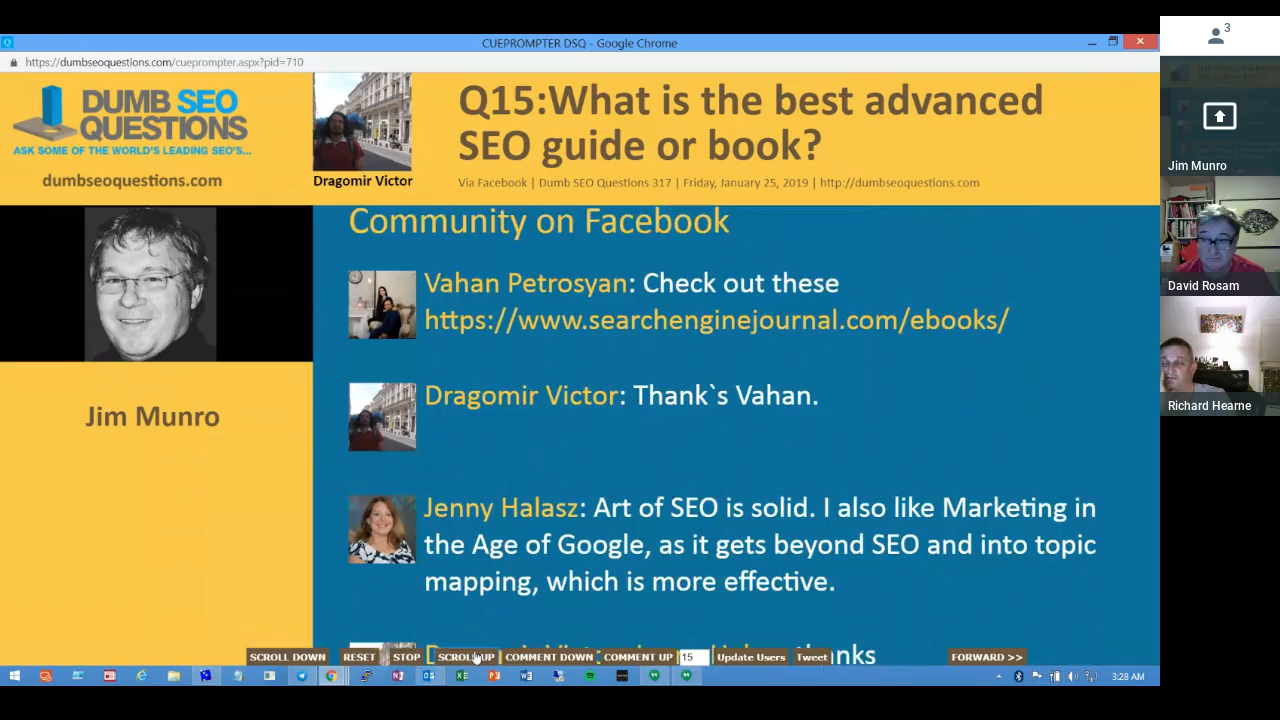 CUEPROMPTER DSQ - Google Chrome
https://dumbseoquestions.com/cueprompter.aspx?pid=710
DUMB SEO
QUESTIONS
ASK SOME OF THE WORLD'S LEADING SEO'S...
dumbseoquestions.com
Dragomir Victor
Q15:What is the best advanced
SEO guide or book?
Via Facebook | Dumb SEO Questions 317 | Friday, January 25, 2019 | http://dumbseoquestions.com
Jim Munro
Community on Facebook
Vahan Petrosyan: Check out these
https://www.searchenginejournal.com/ebooks/
Dragomir Victor: Thank`s Vahan.
Jenny Halasz: Art of SEO is solid. I also like Marketing in
the Age of Google, as it gets beyond SEO and into topic
mapping, which is more effective.
SCROLL DOWN
RESET
STOP
SCROLL UP
COMMENT DOWN
COMMENT UP
15
Update Users
Tweet
FORWARD >>
3:28 AM
3
Jim Munro
David Rosam
Richard Hearne